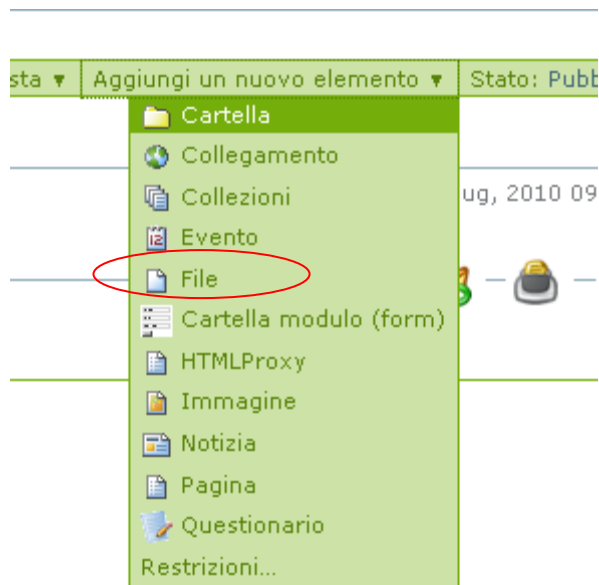 sta ▼ Aggiungi un nuovo elemento ▼ Stato: Pubb
Cartella
Collegamento
Collezioni
ug, 2010 09
Evento
File
Cartella modulo (form)
HTMLProxy
Immagine
Notizia
Pagina
Questionario
Restrizioni...